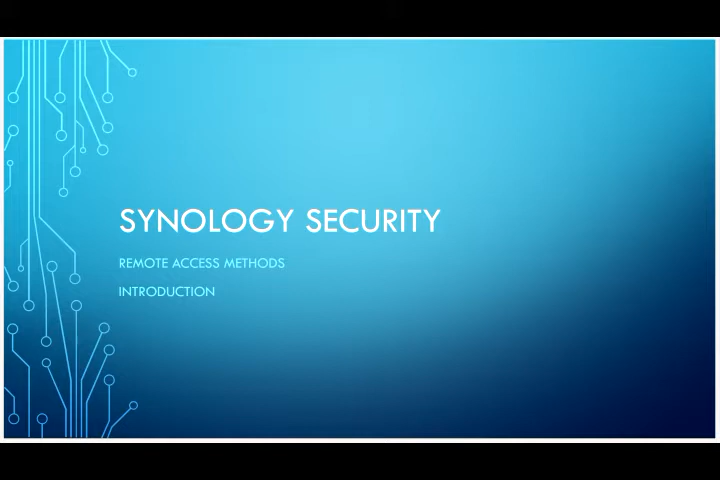 SYNOLOGY SECURITY
REMOTE ACCESS METHODS
INTRODUCTION